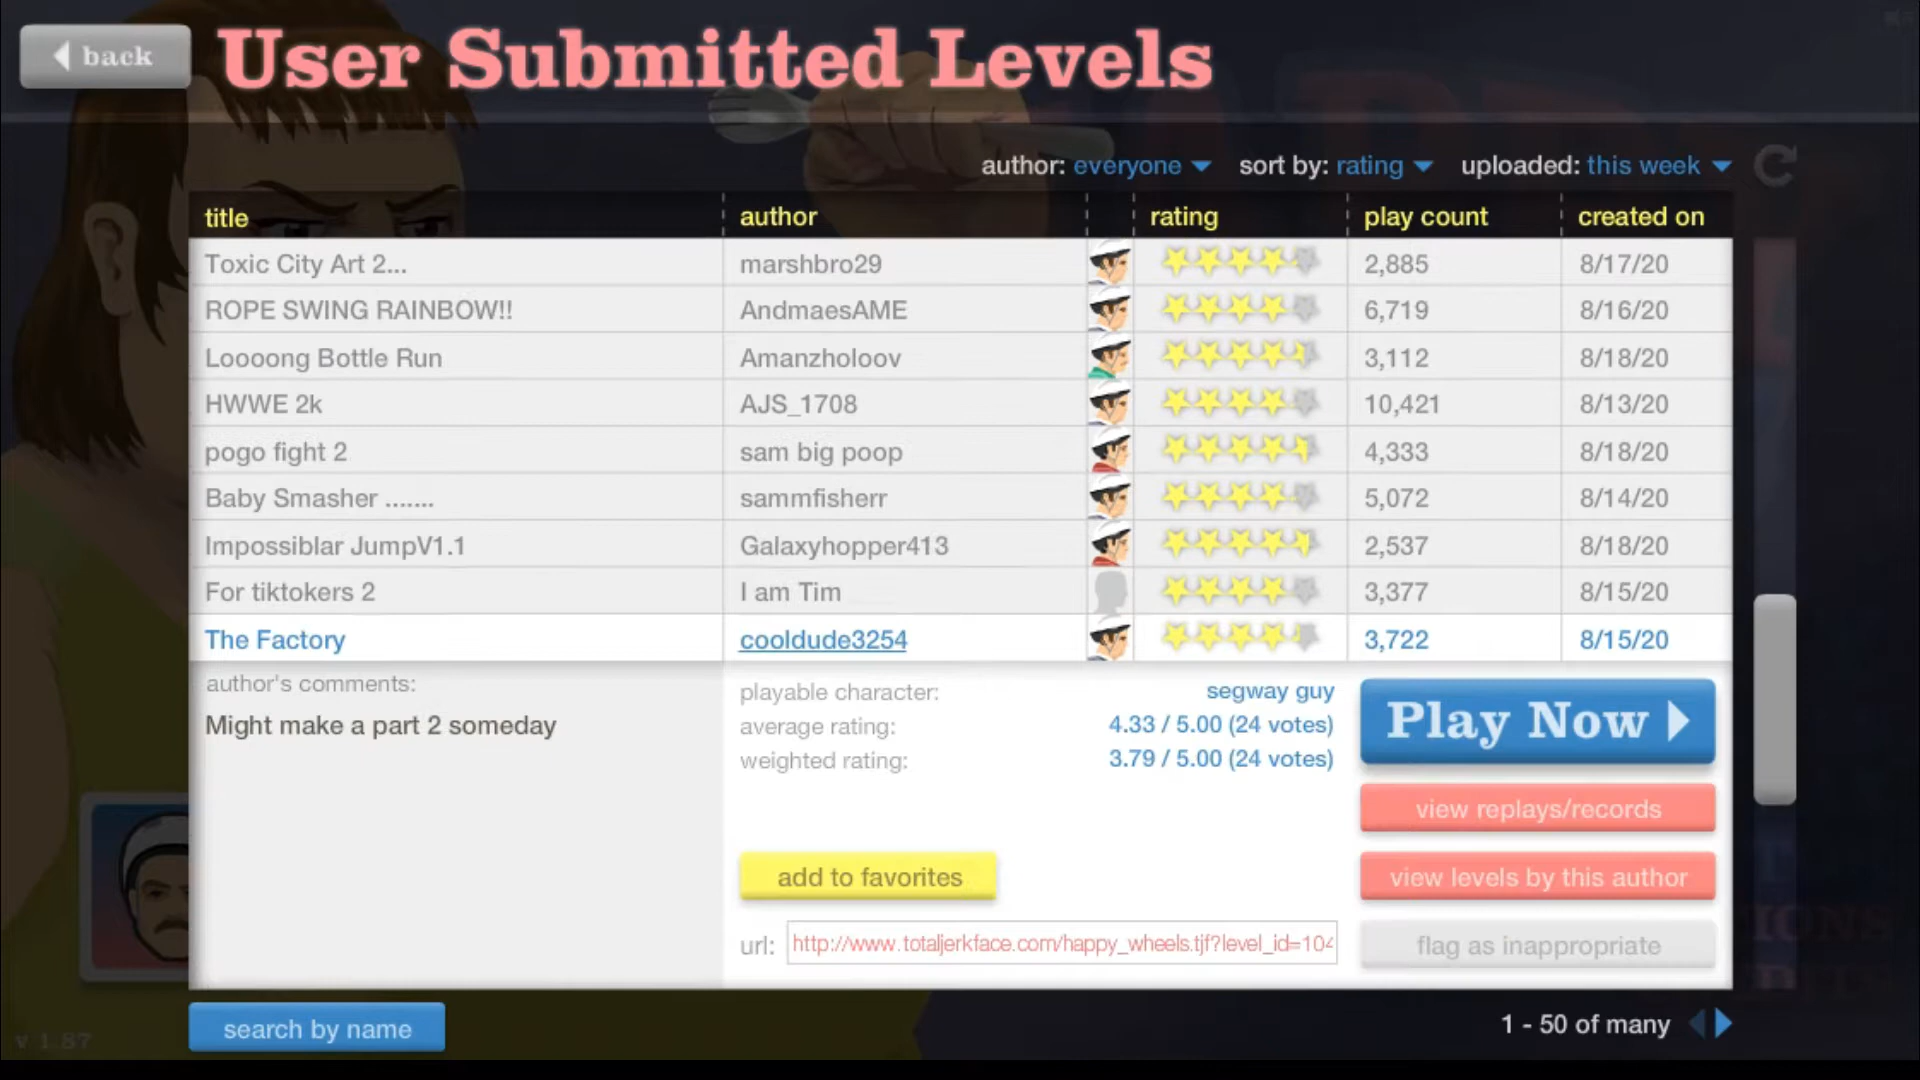 back
User Submitted Levels
author: everyone sort by: rating uploaded: this week
title author rating play count created on
Toxic City Art 2... marshbro29 2,885 8/17/20
ROPE SWING RAINBOW!! AndmaesAME 6,719 8/16/20
Loooong Bottle Run Amanzholoov 3,112 8/18/20
HWWE 2k AJS_1708 10,421 8/13/20
pogo fight 2 sam big poop 4,333 8/18/20
Baby Smasher ....... sammfisherr 5,072 8/14/20
Impossiblar JumpV1.1 Galaxyhopper413 2,537 8/18/20
For tiktokers 2 I am Tim 3,377 8/15/20
The Factory cooldude3254 3,722 8/15/20
author's comments:
Might make a part 2 someday
playable character: segway guy
average rating: 4.33 / 5.00 (24 votes)
weighted rating: 3.79 / 5.00 (24 votes)
Play Now
view replays/records
add to favorites
view levels by this author
url: http://www.totaljerkface.com/happy_wheels.tjf?level_id=104
flag as inappropriate
search by name
1 - 50 of many
v 1.87